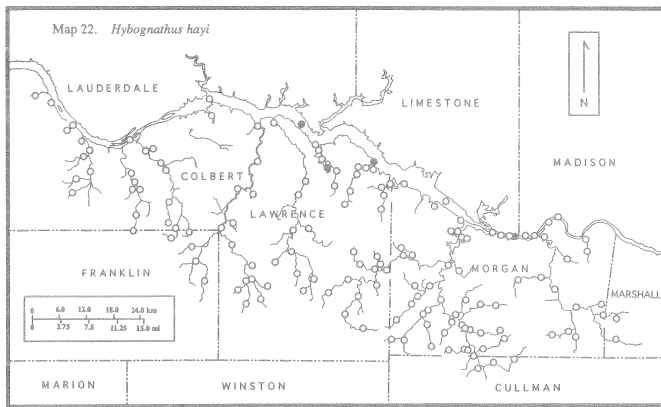 Map 22. Hybognathus hayi
LAUDERDALE
LIMESTONE
N
MADISON
COLBERT
LAWRENCE
FRANKLIN
MORGAN
MARSHALL
0 6.0 12.0 18.0 24.0 km
0 3.75 7.5 11.25 15.0 mi
MARION
WINSTON
CULLMAN